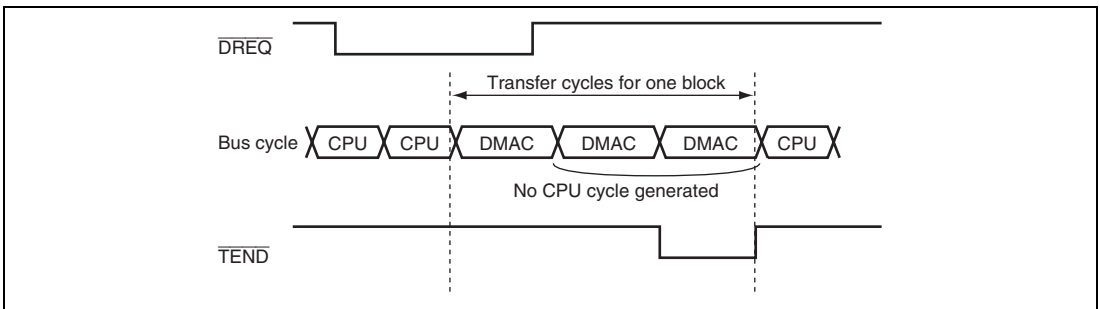 DREQ
Transfer cycles for one block
Bus cycle CPU CPU DMAC DMAC DMAC CPU
No CPU cycle generated
TEND